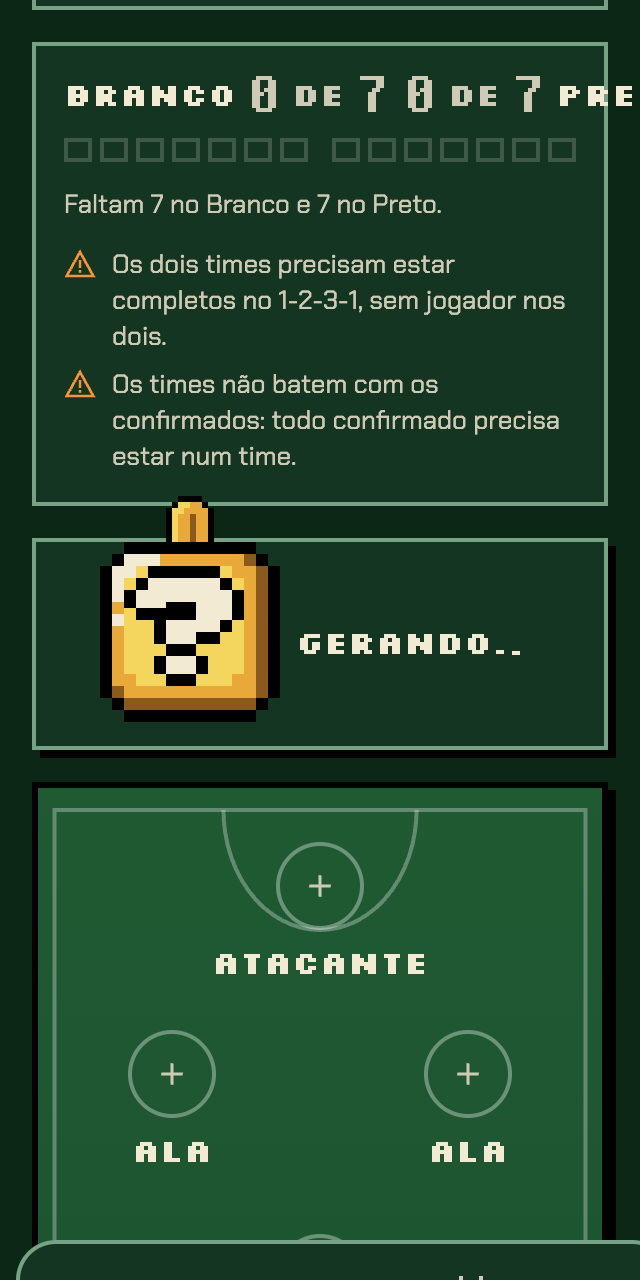 BRANCO 0 DE 7 0 DE 7 PRE
Faltam 7 no Branco e 7 no Preto.
Os dois times precisam estar
completos no 1-2-3-1, sem jogador nos
dois.
Os times não batem com os
confirmados: todo confirmado precisa
estar num time.
?
GERANDO..
+
ATACANTE
+ +
ALA ALA